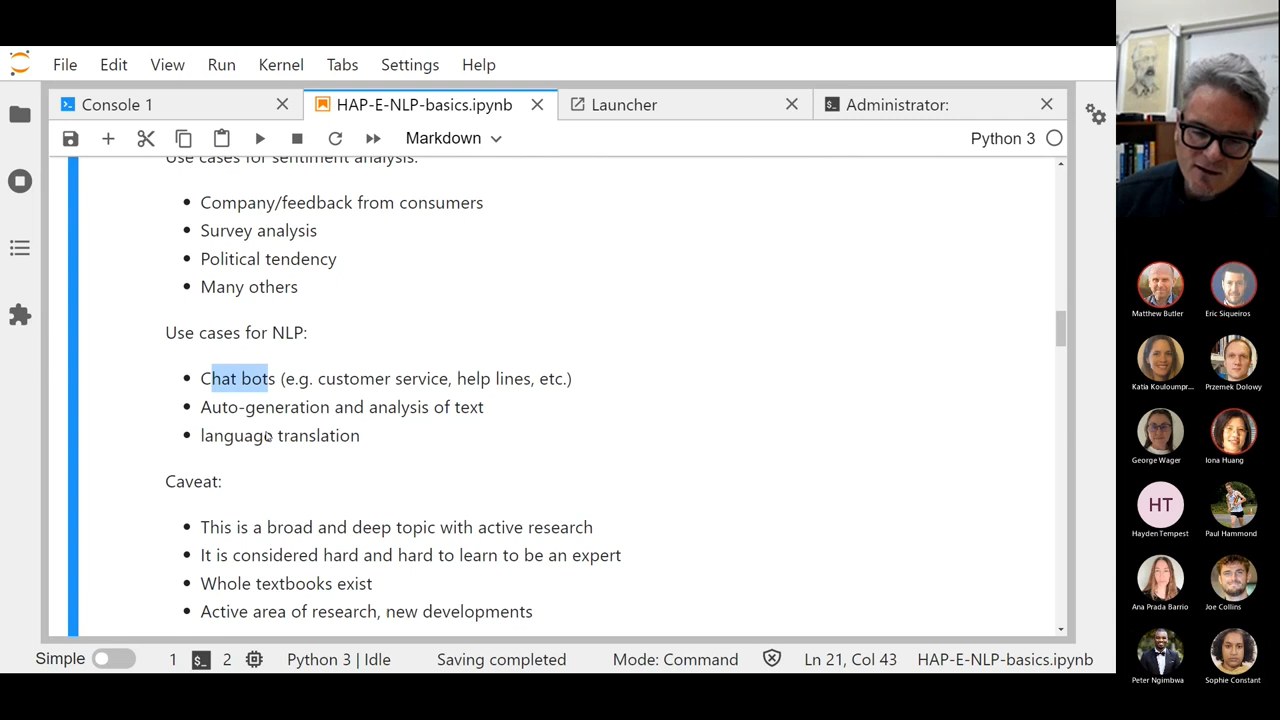 File Edit View Run Kernel Tabs Settings Help
Console 1 HAP-E-NLP-basics.ipynb Launcher Administrator:
Markdown Python 3
Use cases for sentiment analysis:
Company/feedback from consumers
Survey analysis
Political tendency
Many others
Use cases for NLP:
Chat bots (e.g. customer service, help lines, etc.)
Auto-generation and analysis of text
language translation
Caveat:
This is a broad and deep topic with active research
It is considered hard and hard to learn to be an expert
Whole textbooks exist
Active area of research, new developments
Simple 1 2 Python 3 | Idle Saving completed Mode: Command Ln 21, Col 43 HAP-E-NLP-basics.ipynb
Matthew Butler Eric Siqueiros
Katia Kouloumpr... Przemek Dolowy
George Wager Iona Huang
HT
Hayden Tempest Paul Hammond
Ana Prada Barrio Joe Collins
Peter Ngimbwa Sophie Constant